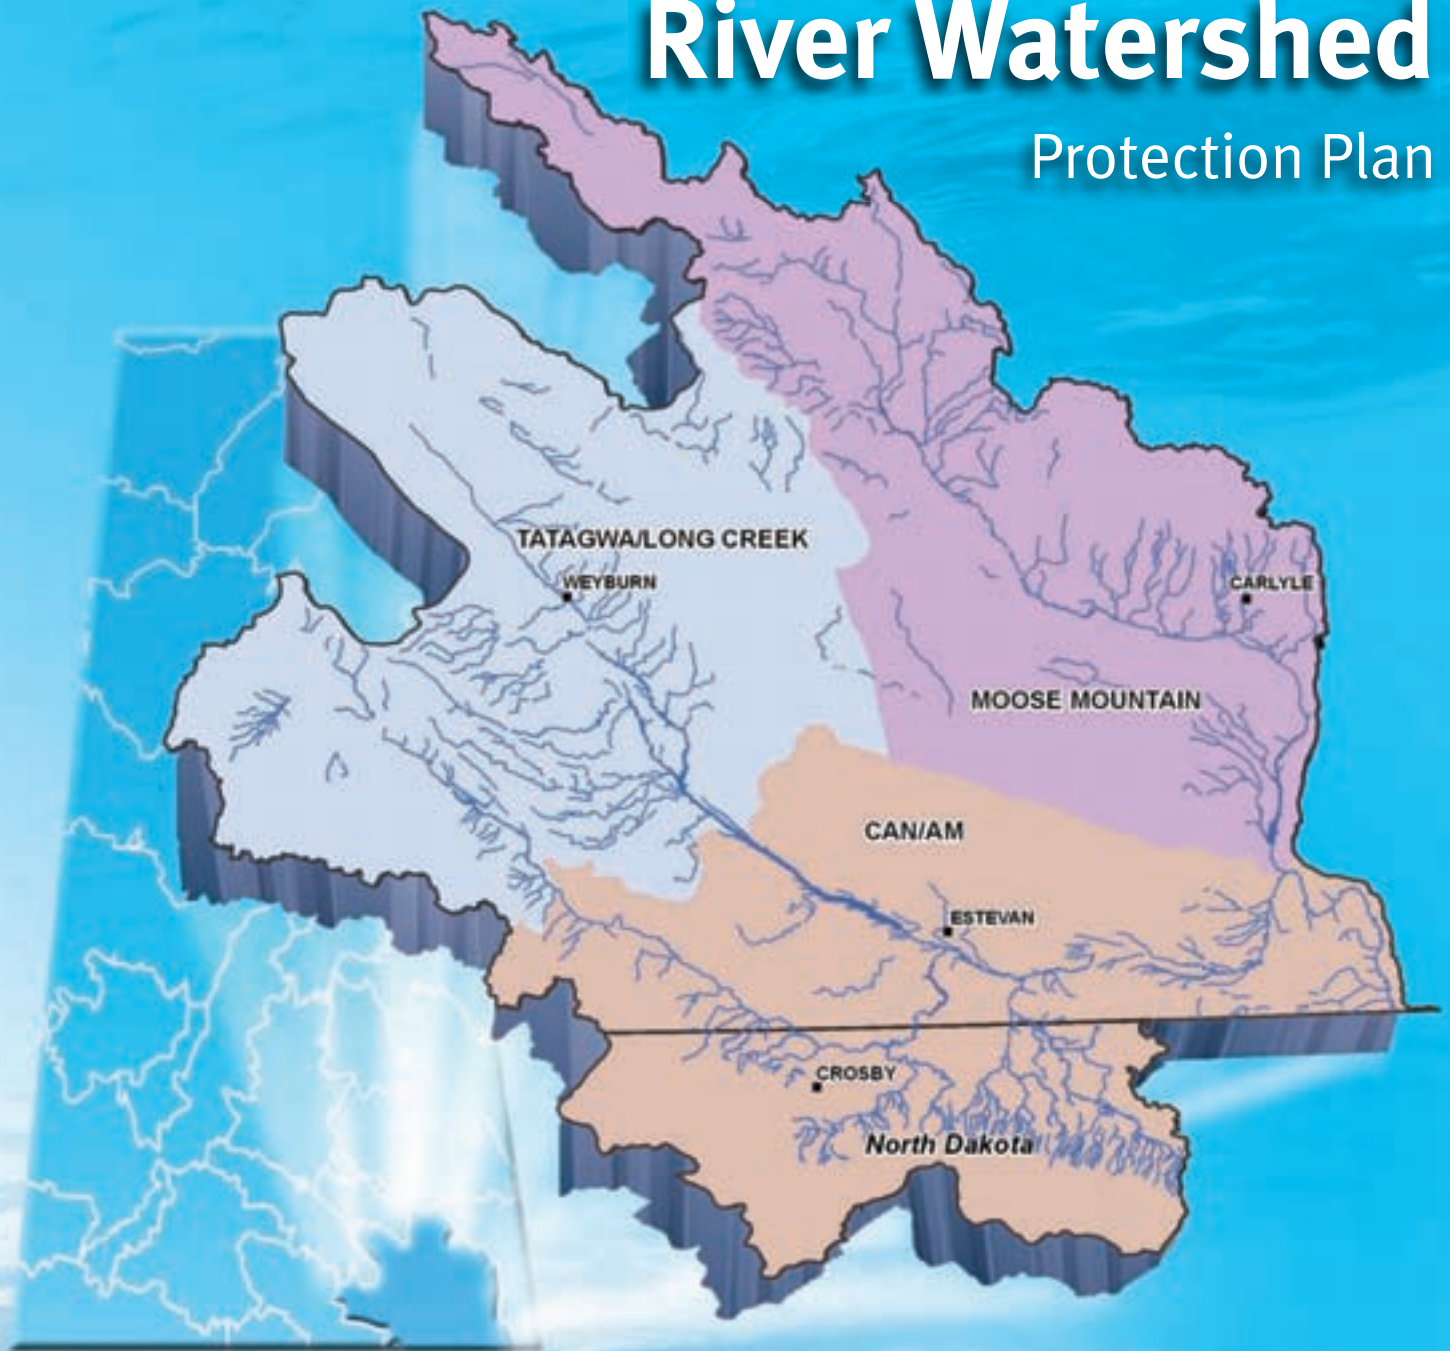 River Watershed
Protection Plan
TATAGWA/LONG CREEK
WEYBURN
CARLYLE
MOOSE MOUNTAIN
CAN/AM
ESTEVAN
CROSBY
North Dakota